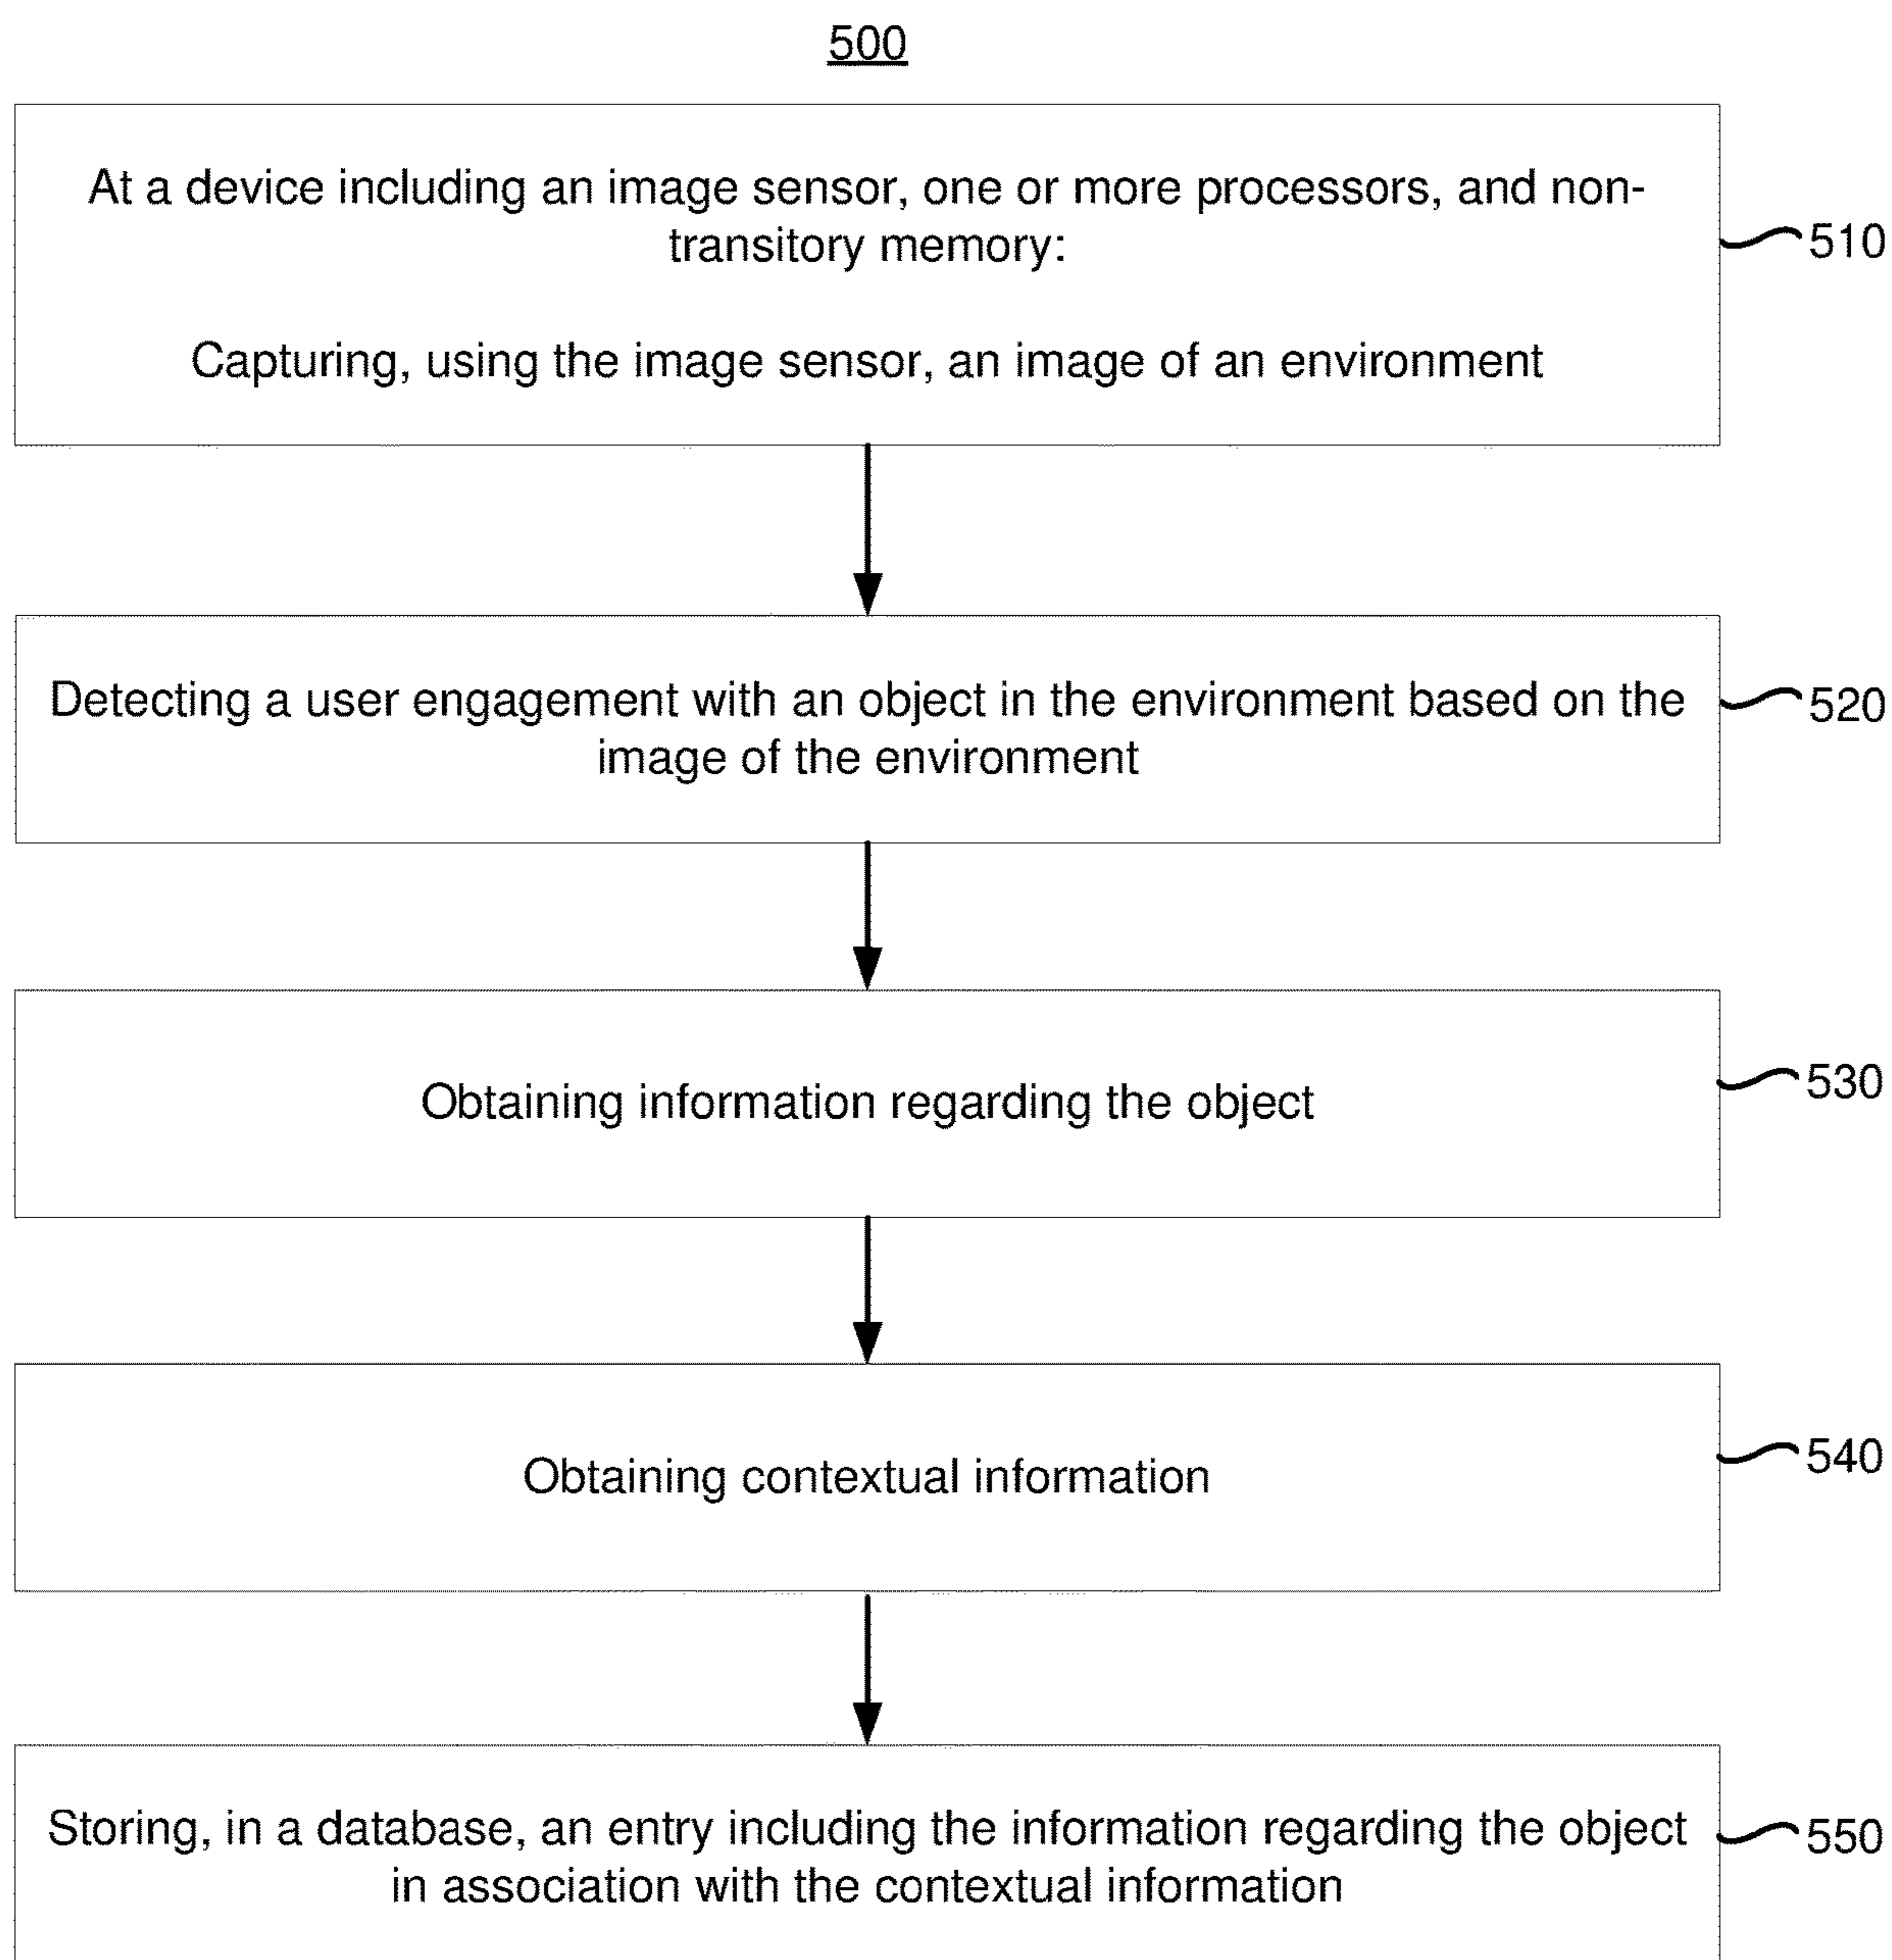 500
At a device including an image sensor, one or more processors, and non-
transitory memory:
Capturing, using the image sensor, an image of an environment
510
Detecting a user engagement with an object in the environment based on the
image of the environment
520
Obtaining information regarding the object
530
Obtaining contextual information
540
Storing, in a database, an entry including the information regarding the object
in association with the contextual information
550